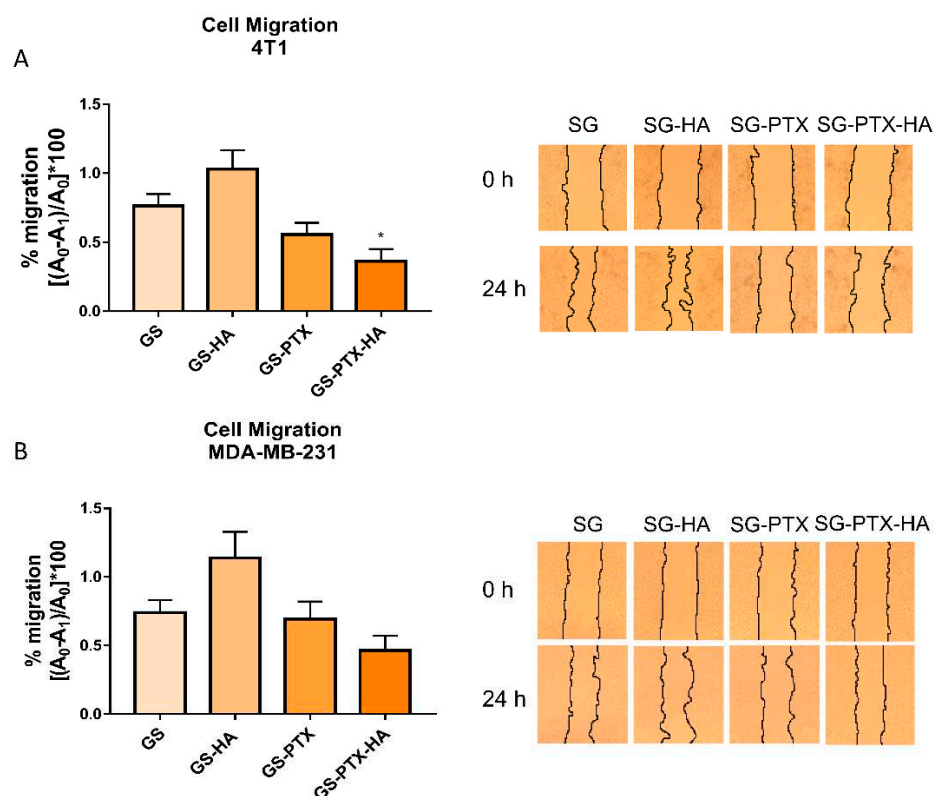 Cell Migration
4T1
A
% migration
[(A₀-A₁)/A₀]*100
1.5
1.0
0.5
0.0
*
GS
GS-HA
GS-PTX
GS-PTX-HA
SG SG-HA SG-PTX SG-PTX-HA
0 h
24 h
Cell Migration
MDA-MB-231
B
% migration
[(A₀-A₁)/A₀]*100
1.5
1.0
0.5
0.0
GS
GS-HA
GS-PTX
GS-PTX-HA
SG SG-HA SG-PTX SG-PTX-HA
0 h
24 h